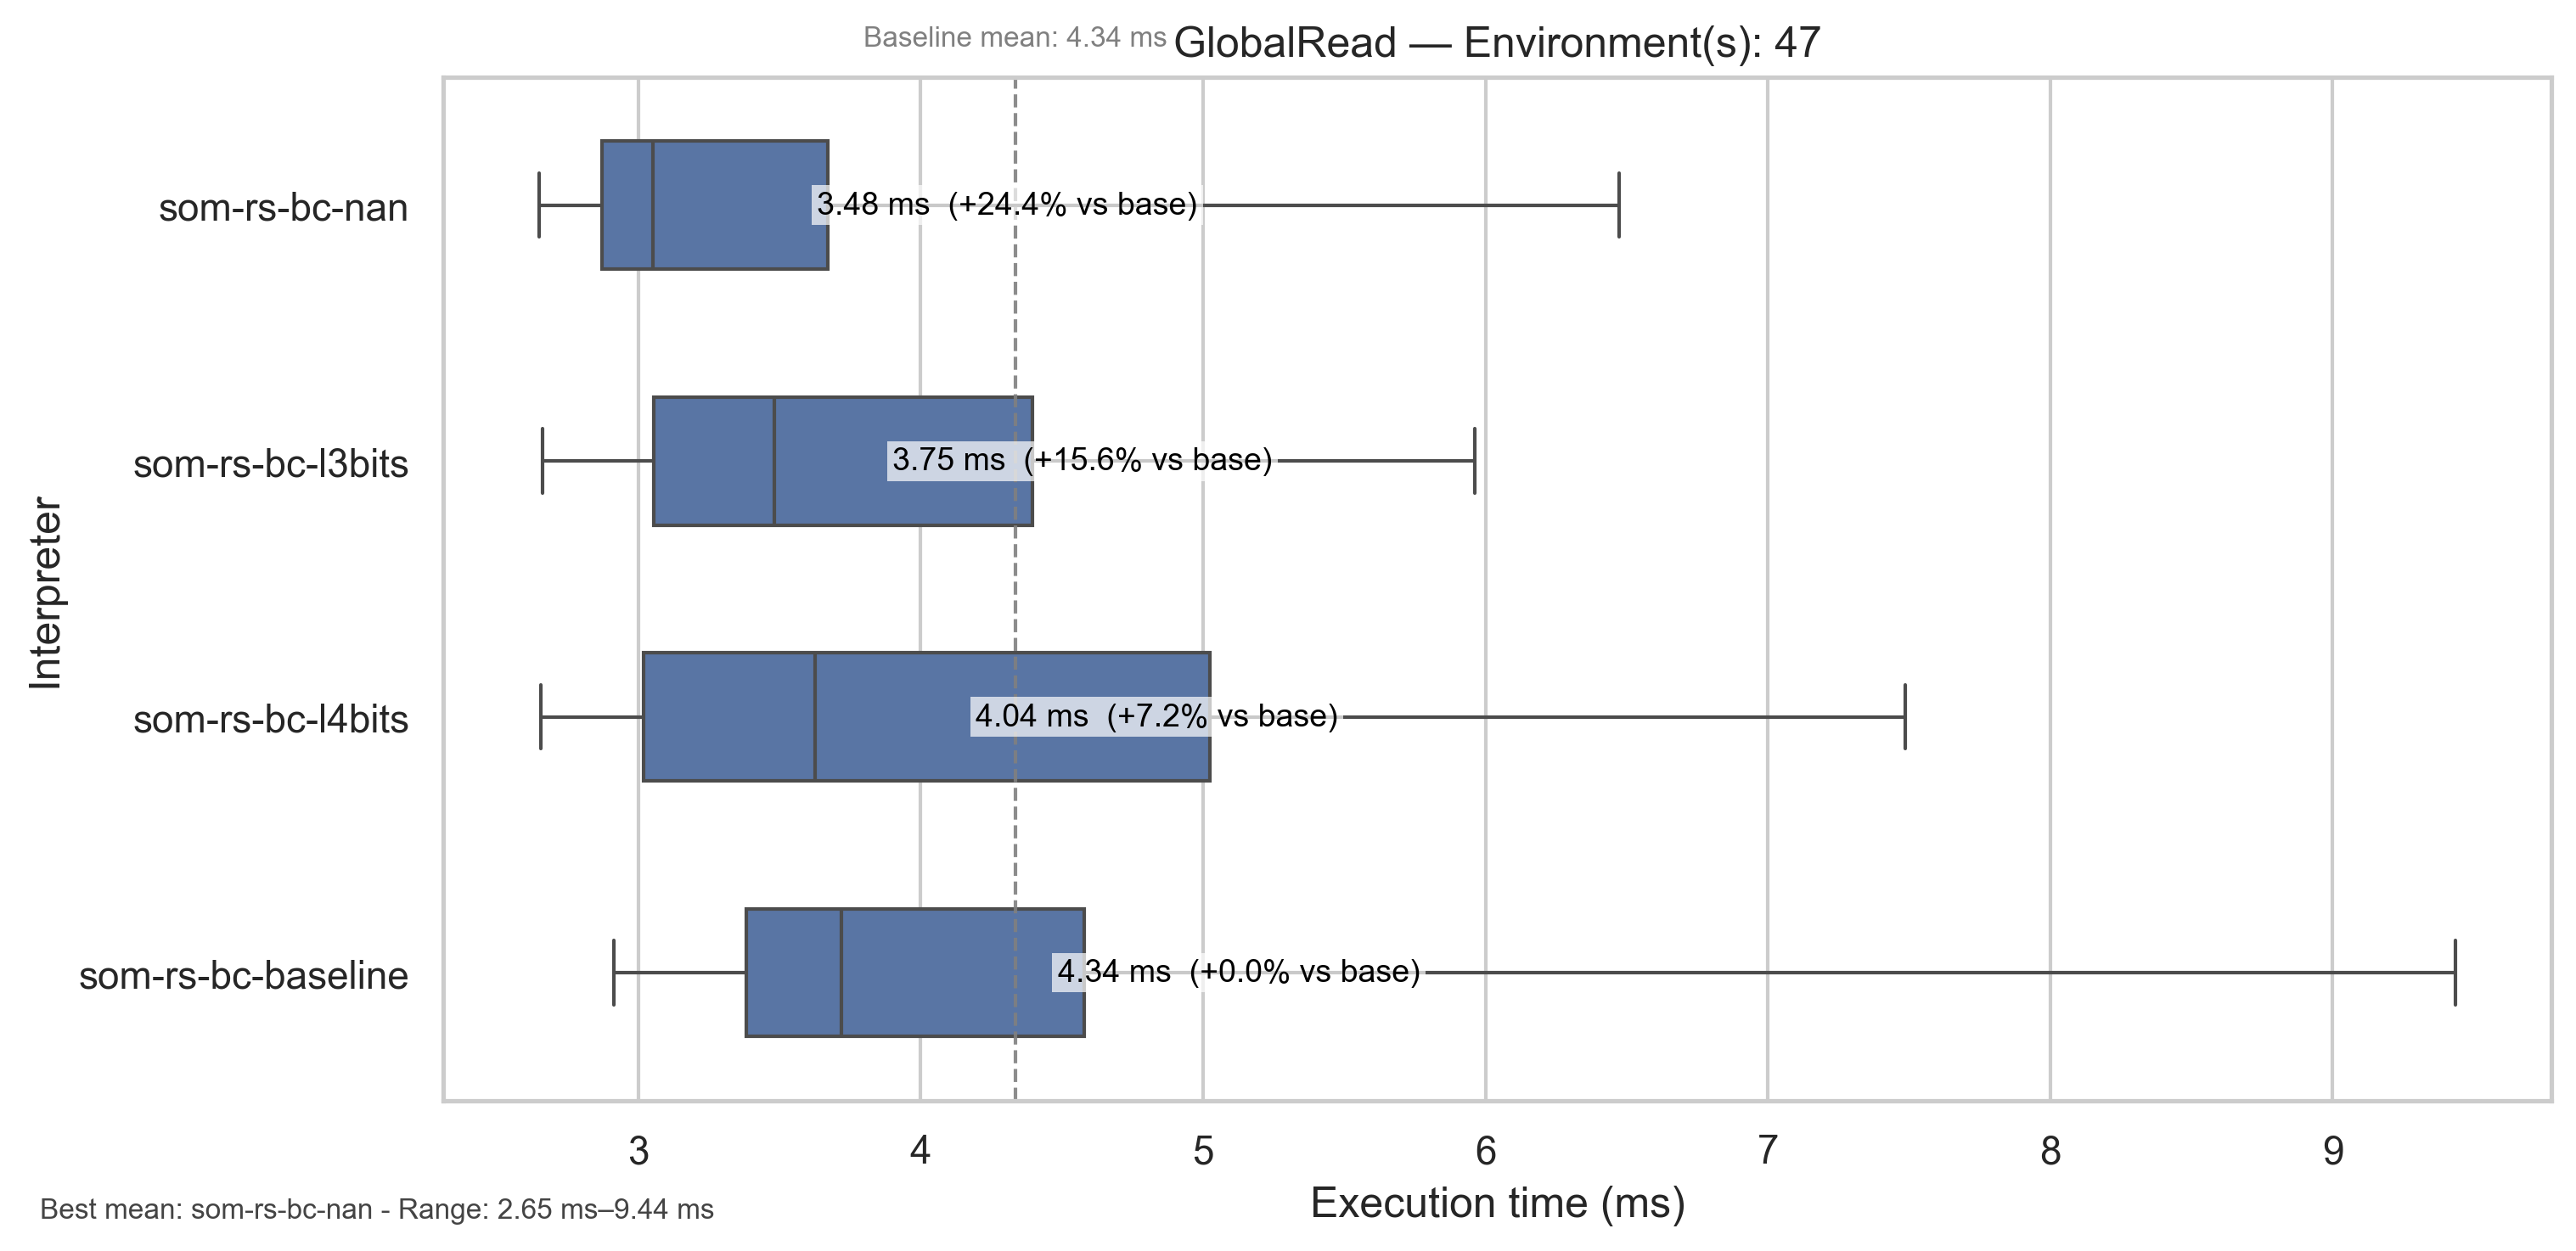 Baseline mean: 4.34 ms
GlobalRead — Environment(s): 47
Interpreter
som-rs-bc-nan
3.48 ms (+24.4% vs base)
som-rs-bc-l3bits
3.75 ms (+15.6% vs base)
som-rs-bc-l4bits
4.04 ms (+7.2% vs base)
som-rs-bc-baseline
4.34 ms (+0.0% vs base)
3 4 5 6 7 8 9
Execution time (ms)
Best mean: som-rs-bc-nan - Range: 2.65 ms–9.44 ms